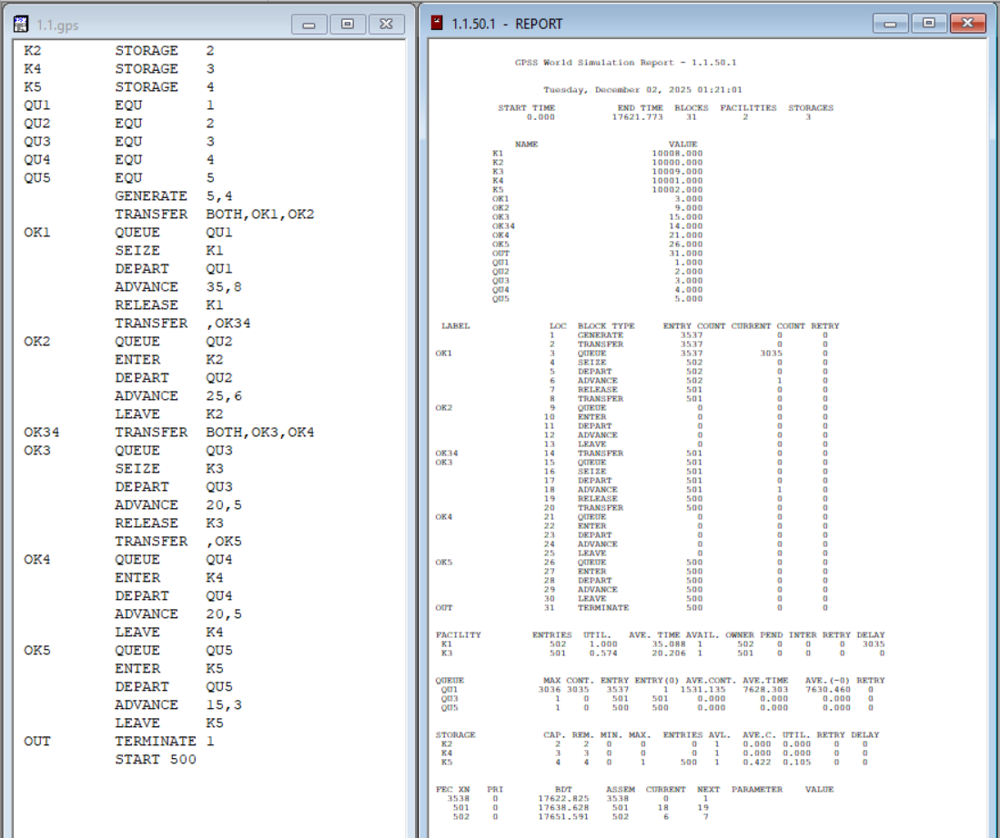 1.1.gps
K2 STORAGE 2
K4 STORAGE 3
K5 STORAGE 4
QU1 EQU 1
QU2 EQU 2
QU3 EQU 3
QU4 EQU 4
QU5 EQU 5
GENERATE 5,4
TRANSFER BOTH,OK1,OK2
OK1 QUEUE QU1
SEIZE K1
DEPART QU1
ADVANCE 35,8
RELEASE K1
TRANSFER ,OK34
OK2 QUEUE QU2
ENTER K2
DEPART QU2
ADVANCE 25,6
LEAVE K2
OK34 TRANSFER BOTH,OK3,OK4
OK3 QUEUE QU3
SEIZE K3
DEPART QU3
ADVANCE 20,5
RELEASE K3
TRANSFER ,OK5
OK4 QUEUE QU4
ENTER K4
DEPART QU4
ADVANCE 20,5
LEAVE K4
OK5 QUEUE QU5
ENTER K5
DEPART QU5
ADVANCE 15,3
LEAVE K5
OUT TERMINATE 1
START 500
1.1.50.1 - REPORT
GPSS World Simulation Report - 1.1.50.1
Tuesday, December 02, 2025 01:21:01
START TIME END TIME BLOCKS FACILITIES STORAGES
0.000 17621.773 31 2 3
NAME VALUE
K1 10008.000
K2 10000.000
K3 10009.000
K4 10001.000
K5 10002.000
OK1 3.000
OK2 9.000
OK3 15.000
OK34 14.000
OK4 21.000
OK5 26.000
OUT 31.000
QU1 1.000
QU2 2.000
QU3 3.000
QU4 4.000
QU5 5.000
LABEL LOC BLOCK TYPE ENTRY COUNT CURRENT COUNT RETRY
1 GENERATE 3537 0 0
2 TRANSFER 3537 0 0
OK1 3 QUEUE 3537 3035 0
4 SEIZE 502 0 0
5 DEPART 502 0 0
6 ADVANCE 502 1 0
7 RELEASE 501 0 0
8 TRANSFER 501 0 0
OK2 9 QUEUE 0 0 0
10 ENTER 0 0 0
11 DEPART 0 0 0
12 ADVANCE 0 0 0
13 LEAVE 0 0 0
OK34 14 TRANSFER 501 0 0
OK3 15 QUEUE 501 0 0
16 SEIZE 501 0 0
17 DEPART 501 0 0
18 ADVANCE 501 1 0
19 RELEASE 500 0 0
20 TRANSFER 500 0 0
OK4 21 QUEUE 0 0 0
22 ENTER 0 0 0
23 DEPART 0 0 0
24 ADVANCE 0 0 0
25 LEAVE 0 0 0
OK5 26 QUEUE 500 0 0
27 ENTER 500 0 0
28 DEPART 500 0 0
29 ADVANCE 500 0 0
30 LEAVE 500 0 0
OUT 31 TERMINATE 500 0 0
FACILITY ENTRIES UTIL. AVE. TIME AVAIL. OWNER PEND INTER RETRY DELAY
K1 502 1.000 35.088 1 502 0 0 0 3035
K3 501 0.574 20.206 1 501 0 0 0 0
QUEUE MAX CONT. ENTRY ENTRY(0) AVE.CONT. AVE.TIME AVE.(-0) RETRY
QU1 3036 3035 3537 1 1531.135 7628.303 7630.460 0
QU3 1 0 501 501 0.000 0.000 0.000 0
QU5 1 0 500 500 0.000 0.000 0.000 0
STORAGE CAP. REM. MIN. MAX. ENTRIES AVL. AVE.C. UTIL. RETRY DELAY
K2 2 2 0 0 0 1 0.000 0.000 0 0
K4 3 3 0 0 0 1 0.000 0.000 0 0
K5 4 4 0 1 500 1 0.422 0.105 0 0
FEC XN PRI BDT ASSEM CURRENT NEXT PARAMETER VALUE
3538 0 17622.825 3538 0 1
501 0 17638.628 501 18 19
502 0 17651.591 502 6 7